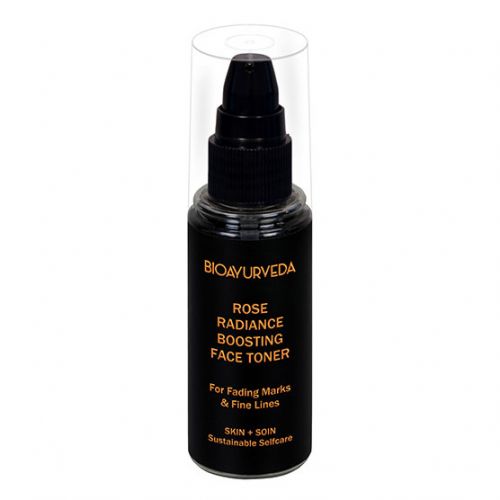 BIOAYURVEDA
ROSE
RADIANCE
BOOSTING
FACE TONER
For Fading Marks
& Fine Lines
SKIN + SOIN
Sustainable Selfcare